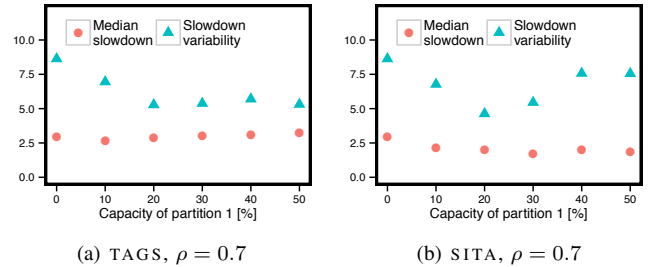 Median
slowdown
Slowdown
variability
10.0
7.5
5.0
2.5
0.0
0 10 20 30 40 50
Capacity of partition 1 [%]
(a) TAGS, ρ = 0.7
Median
slowdown
Slowdown
variability
10.0
7.5
5.0
2.5
0.0
0 10 20 30 40 50
Capacity of partition 1 [%]
(b) SITA, ρ = 0.7